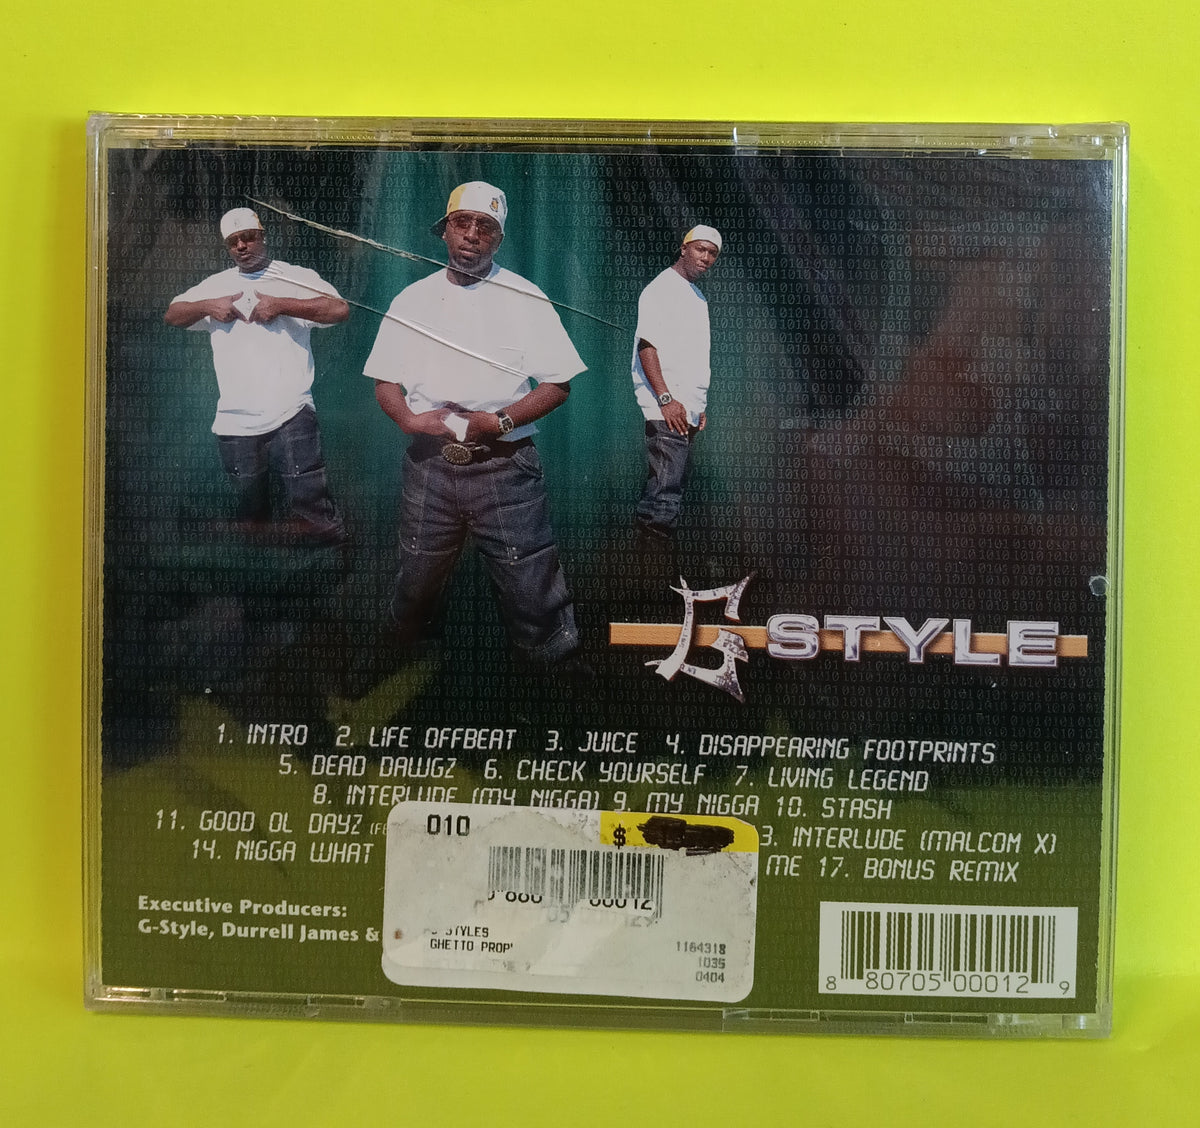 G STYLE
1. INTRO 2. LIFE OFFBEAT 3. JUICE 4. DISAPPEARING FOOTPRINTS
5. DEAD DAWGZ 6. CHECK YOURSELF 7. LIVING LEGEND
8. INTERLUDE (MY NIGGA) 9. MY NIGGA 10. STASH
11. GOOD OL DAYZ 3. INTERLUDE (MALCOM X)
14. NIGGA WHAT ME 17. BONUS REMIX
Executive Producers:
G-Style, Durrell James &
010 $
STYLES
GHETTO PROP'
1164318
1035
0404
8 80705 00012 9